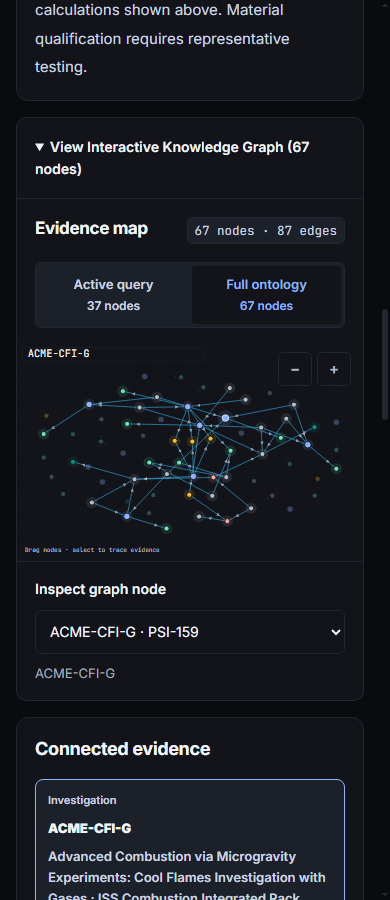 calculations shown above. Material
qualification requires representative
testing.
▼ View Interactive Knowledge Graph (67
nodes)
Evidence map
67 nodes · 87 edges
Active query
37 nodes
Full ontology
67 nodes
ACME-CFI-G
−
+
Drag nodes · select to trace evidence
Inspect graph node
ACME-CFI-G · PSI-159
ACME-CFI-G
Connected evidence
Investigation
ACME-CFI-G
Advanced Combustion via Microgravity
Experiments: Cool Flames Investigation with
Gases · ISS Combustion Integrated Rack